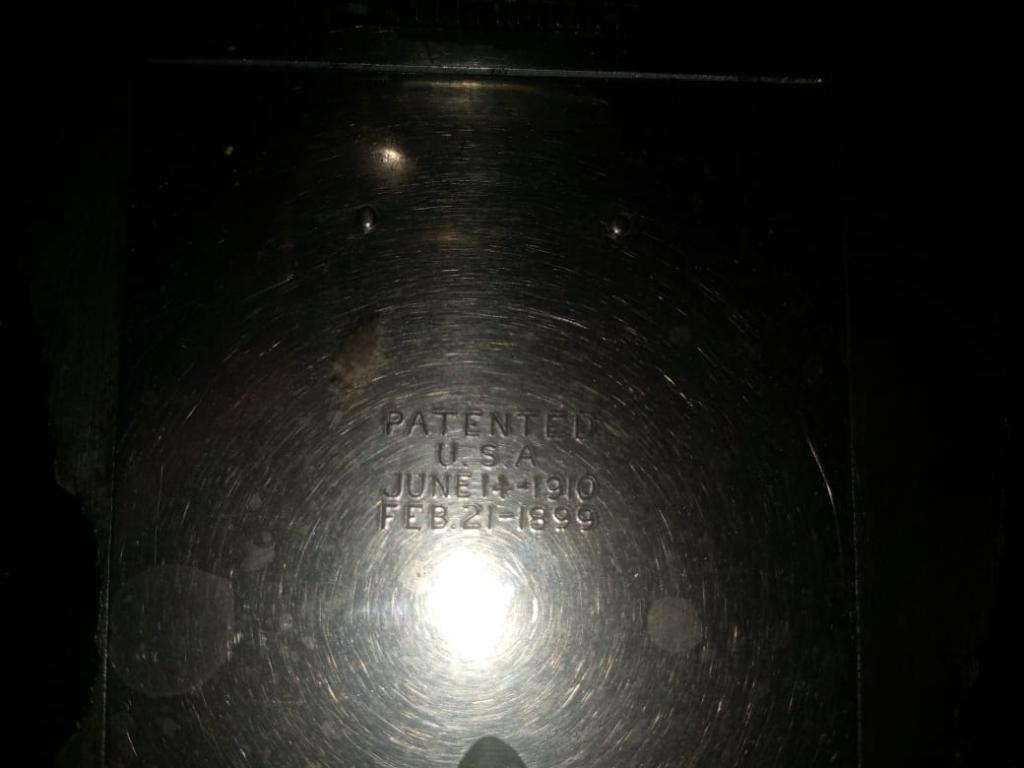 PATENTED
U.S.A
JUNE 14-1910
FEB. 21-1899